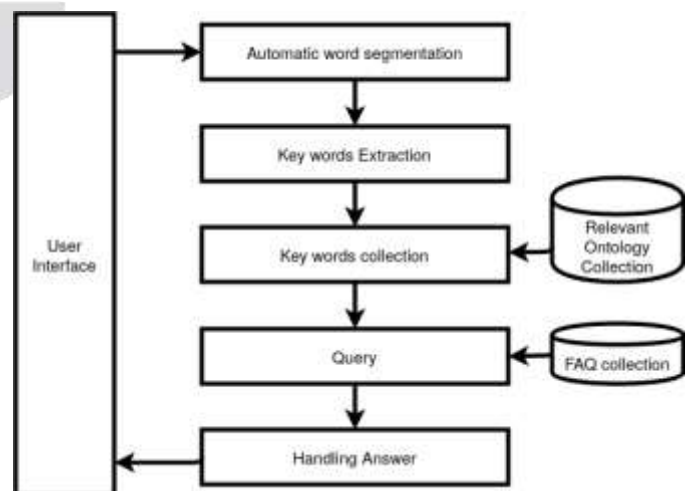 Automatic word segmentation
Key words Extraction
User
Interface
Key words collection
Relevant
Ontology
Collection
Query
FAQ collection
Handling Answer